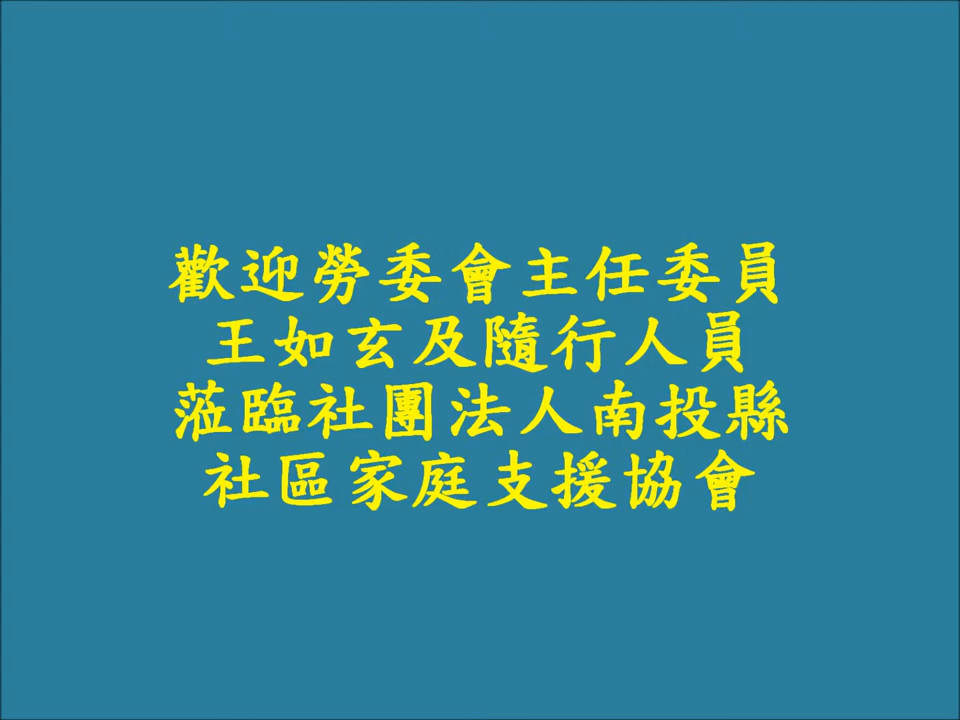 歡迎勞委會主任委員
王如玄及隨行人員
蒞臨社團法人南投縣
社區家庭支援協會